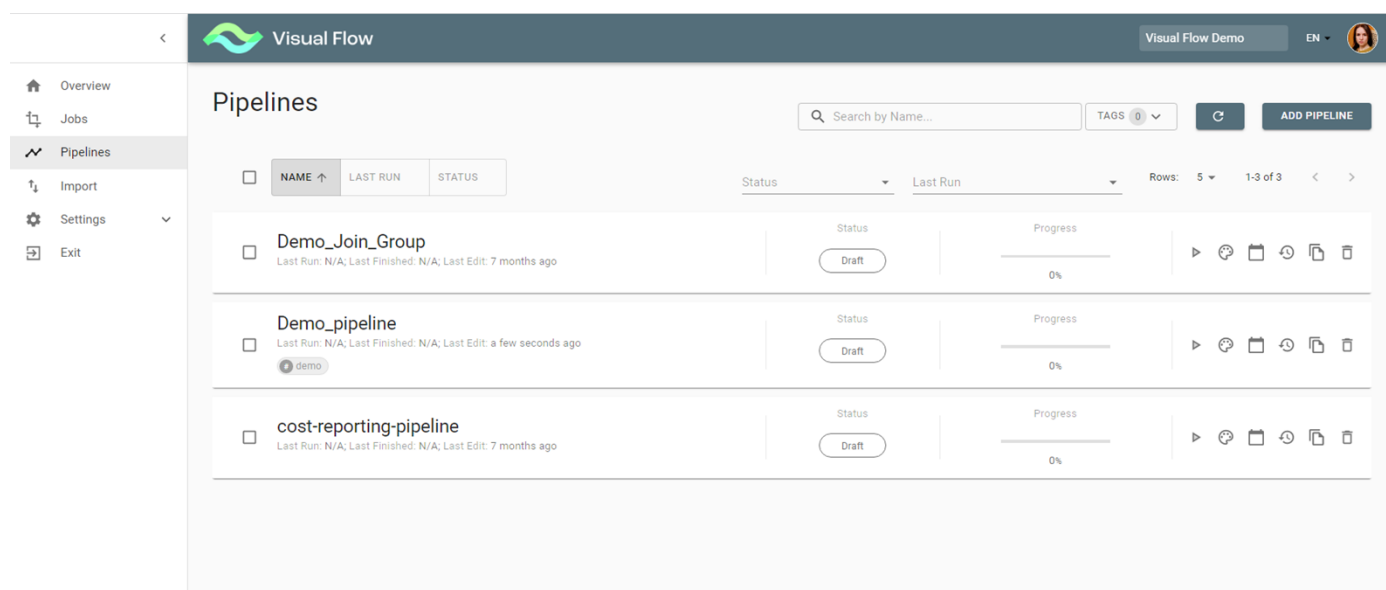 Visual Flow
Visual Flow Demo
EN
Overview
Jobs
Pipelines
Import
Settings
Exit
Pipelines
Search by Name...
TAGS 0
ADD PIPELINE
NAME LAST RUN STATUS
Status
Last Run
Rows: 5
1-3 of 3
Demo_Join_Group
Last Run: N/A; Last Finished: N/A; Last Edit: 7 months ago
Status
Draft
Progress
0%
Demo_pipeline
Last Run: N/A; Last Finished: N/A; Last Edit: a few seconds ago
# demo
Status
Draft
Progress
0%
cost-reporting-pipeline
Last Run: N/A; Last Finished: N/A; Last Edit: 7 months ago
Status
Draft
Progress
0%